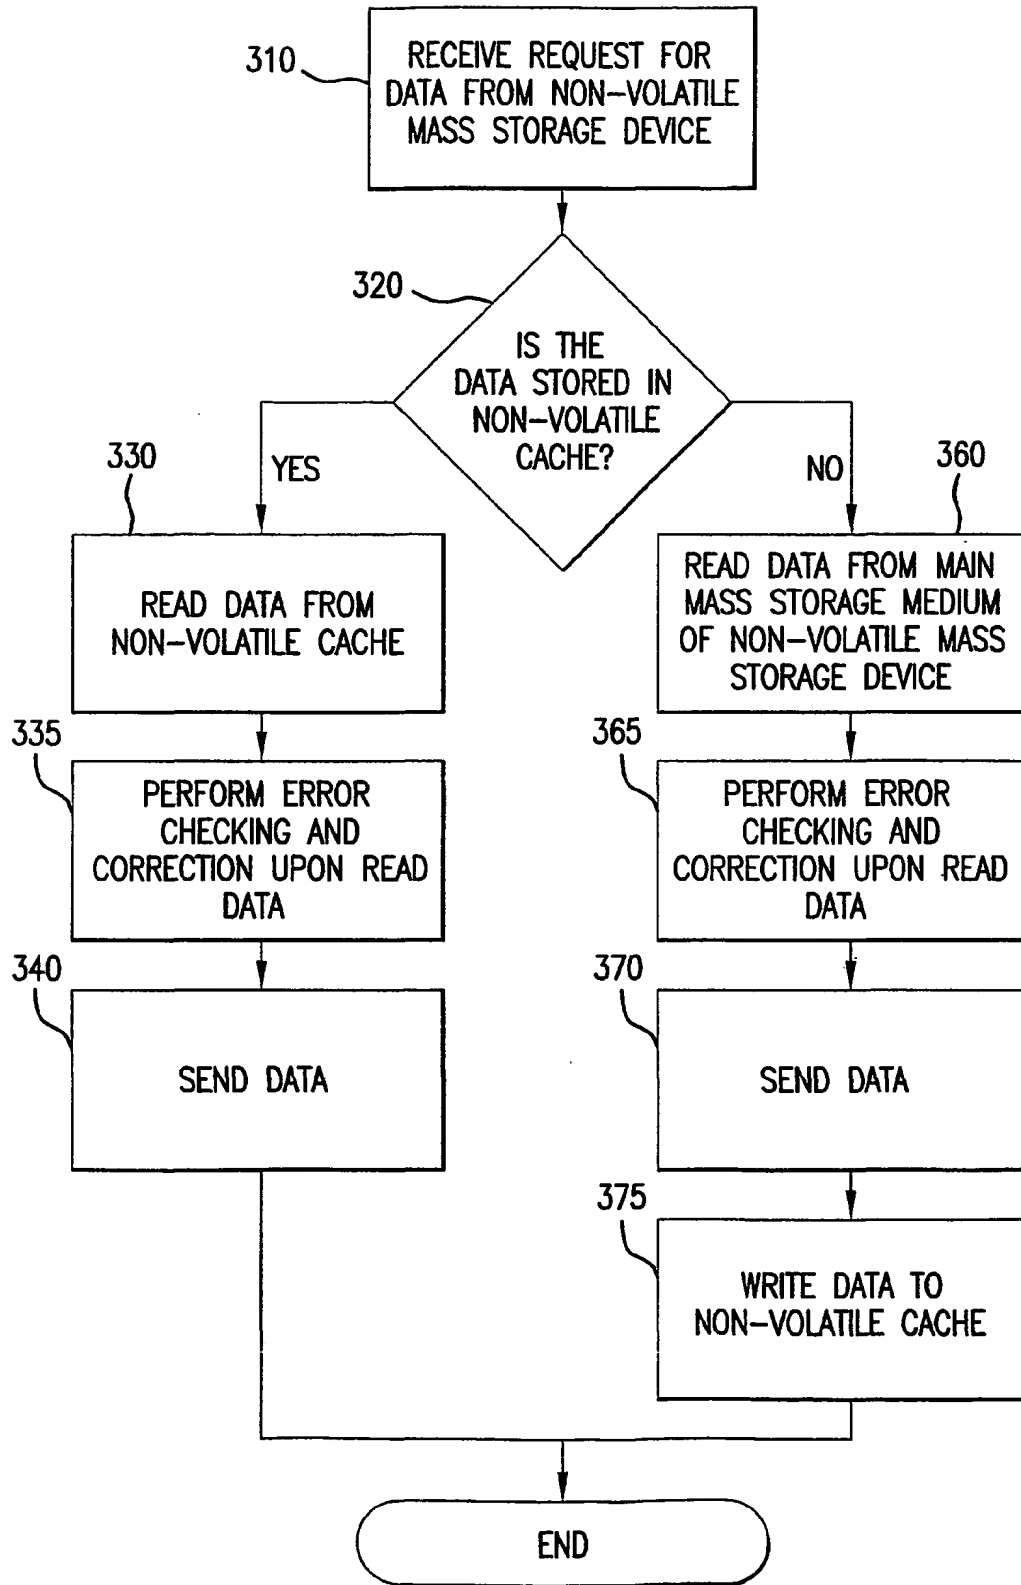 310
RECEIVE REQUEST FOR
DATA FROM NON-VOLATILE
MASS STORAGE DEVICE
320
IS THE
DATA STORED IN
NON-VOLATILE
CACHE?
YES
NO
330
READ DATA FROM
NON-VOLATILE CACHE
360
READ DATA FROM MAIN
MASS STORAGE MEDIUM
OF NON-VOLATILE MASS
STORAGE DEVICE
335
PERFORM ERROR
CHECKING AND
CORRECTION UPON READ
DATA
365
PERFORM ERROR
CHECKING AND
CORRECTION UPON READ
DATA
340
SEND DATA
370
SEND DATA
375
WRITE DATA TO
NON-VOLATILE CACHE
END